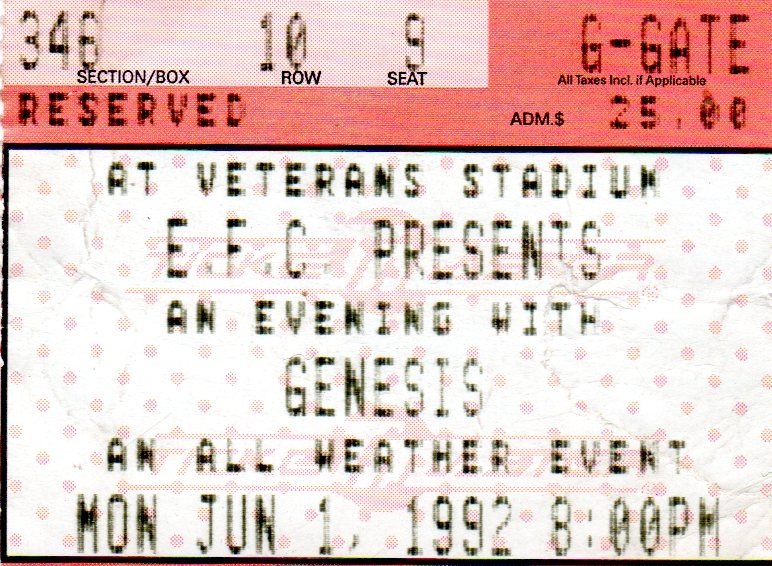 346 10 9 G-GATE
SECTION/BOX ROW SEAT All Taxes Incl. if Applicable
RESERVED ADM.$ 25.00
AT VETERANS STADIUM
E.F.C. PRESENTS
AN EVENING WITH
GENESIS
AN ALL WEATHER EVENT
MON JUN 1, 1992 8:00PM